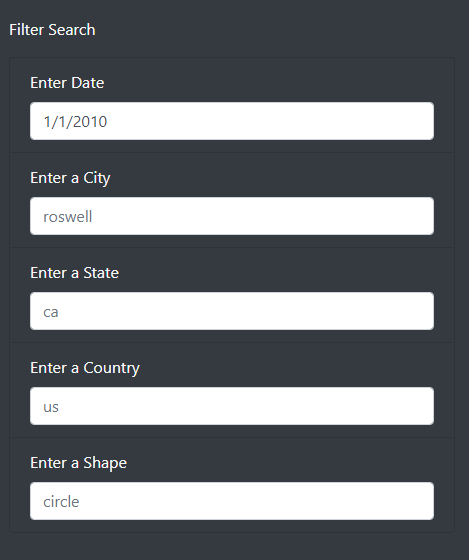 Filter Search
Enter Date
1/1/2010
Enter a City
roswell
Enter a State
ca
Enter a Country
us
Enter a Shape
circle